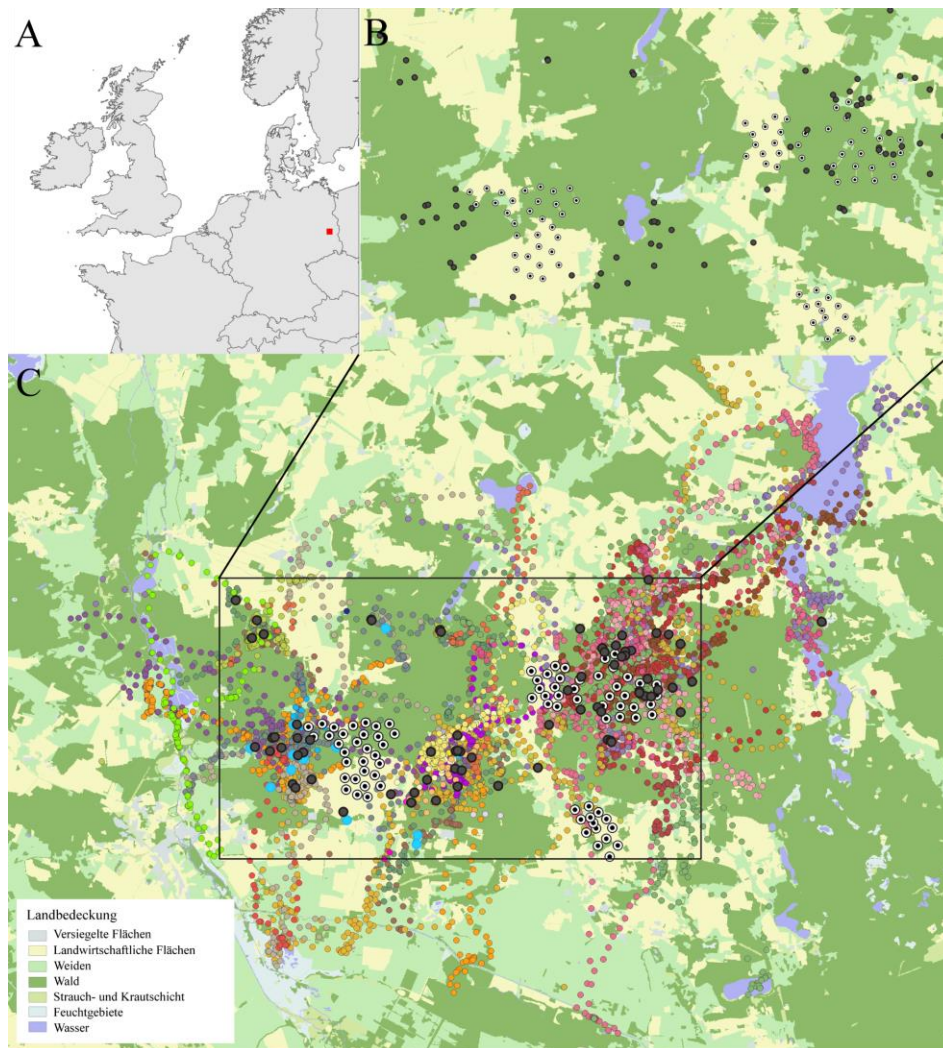 A
B
C
Landbedeckung
Versiegelte Flächen
Landwirtschaftliche Flächen
Weiden
Wald
Strauch- und Krautschicht
Feuchtgebiete
Wasser